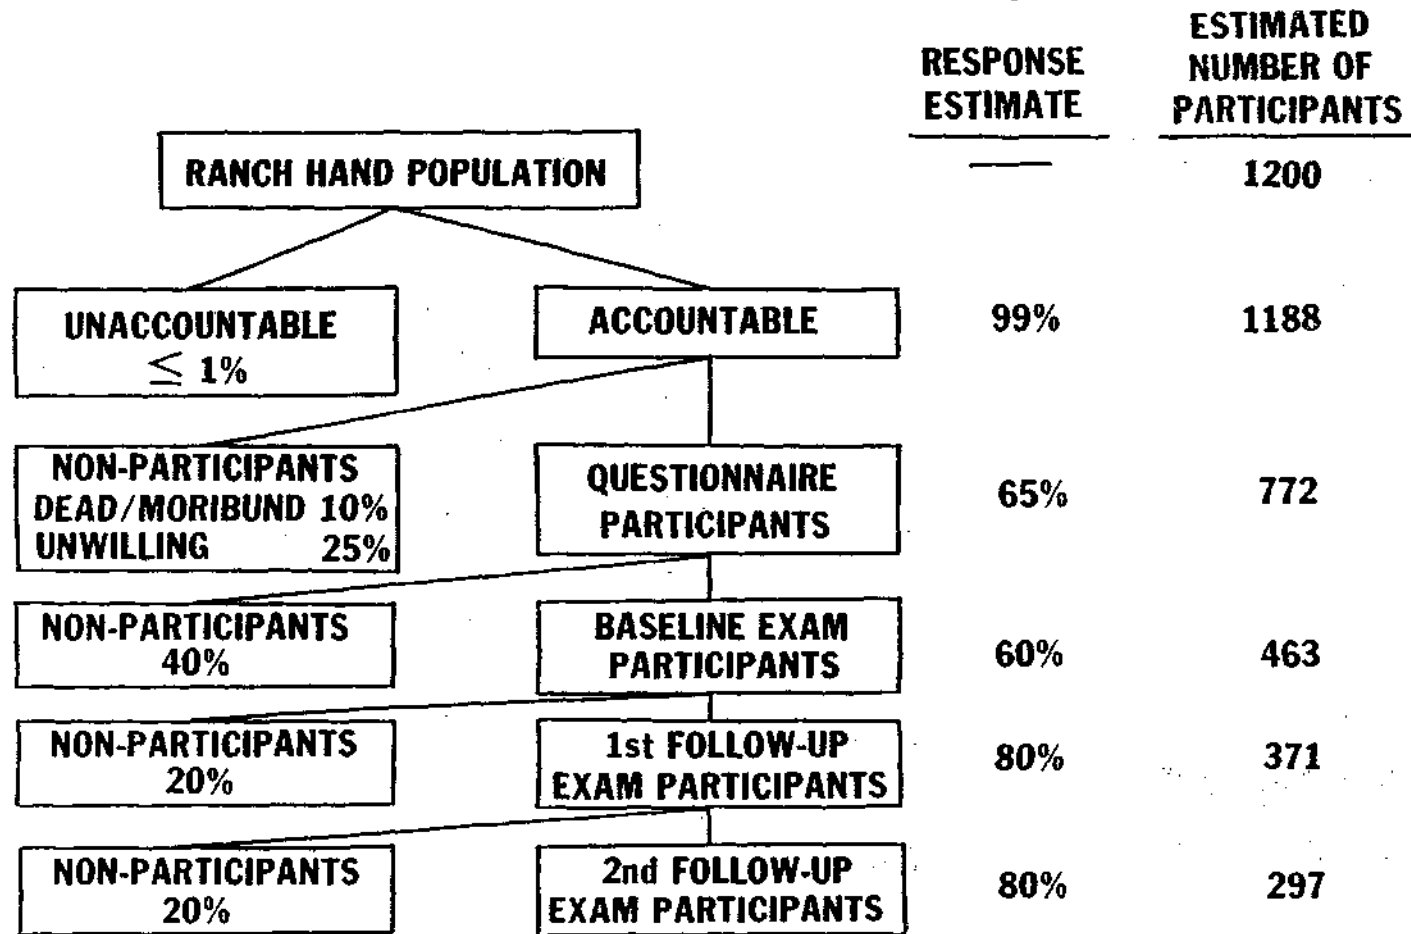 RESPONSE
ESTIMATE
ESTIMATED
NUMBER OF
PARTICIPANTS
RANCH HAND POPULATION
1200
UNACCOUNTABLE
≤ 1%
ACCOUNTABLE
99%
1188
NON-PARTICIPANTS
DEAD/MORIBUND 10%
UNWILLING 25%
QUESTIONNAIRE
PARTICIPANTS
65%
772
NON-PARTICIPANTS
40%
BASELINE EXAM
PARTICIPANTS
60%
463
NON-PARTICIPANTS
20%
1st FOLLOW-UP
EXAM PARTICIPANTS
80%
371
NON-PARTICIPANTS
20%
2nd FOLLOW-UP
EXAM PARTICIPANTS
80%
297